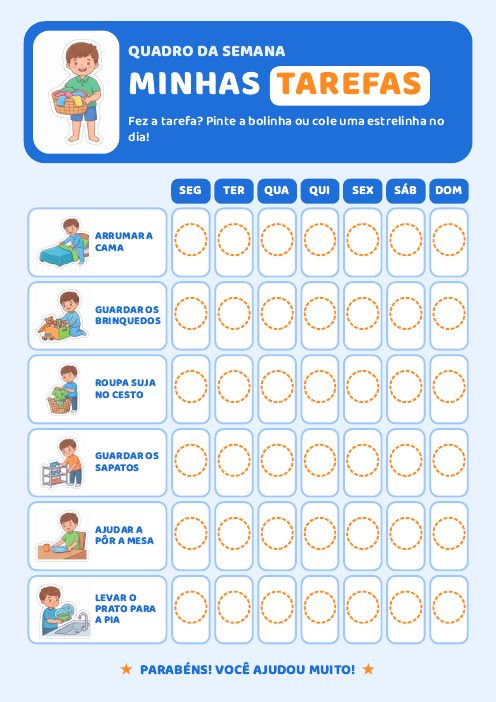 QUADRO DA SEMANA
MINHAS TAREFAS
Fez a tarefa? Pinte a bolinha ou cole uma estrelinha no
dia!
SEG TER QUA QUI SEX SÁB DOM
ARRUMAR A
CAMA
GUARDAR OS
BRINQUEDOS
ROUPA SUJA
NO CESTO
GUARDAR OS
SAPATOS
AJUDAR A
PÔR A MESA
LEVAR O
PRATO PARA
A PIA
★ PARABÉNS! VOCÊ AJUDOU MUITO! ★